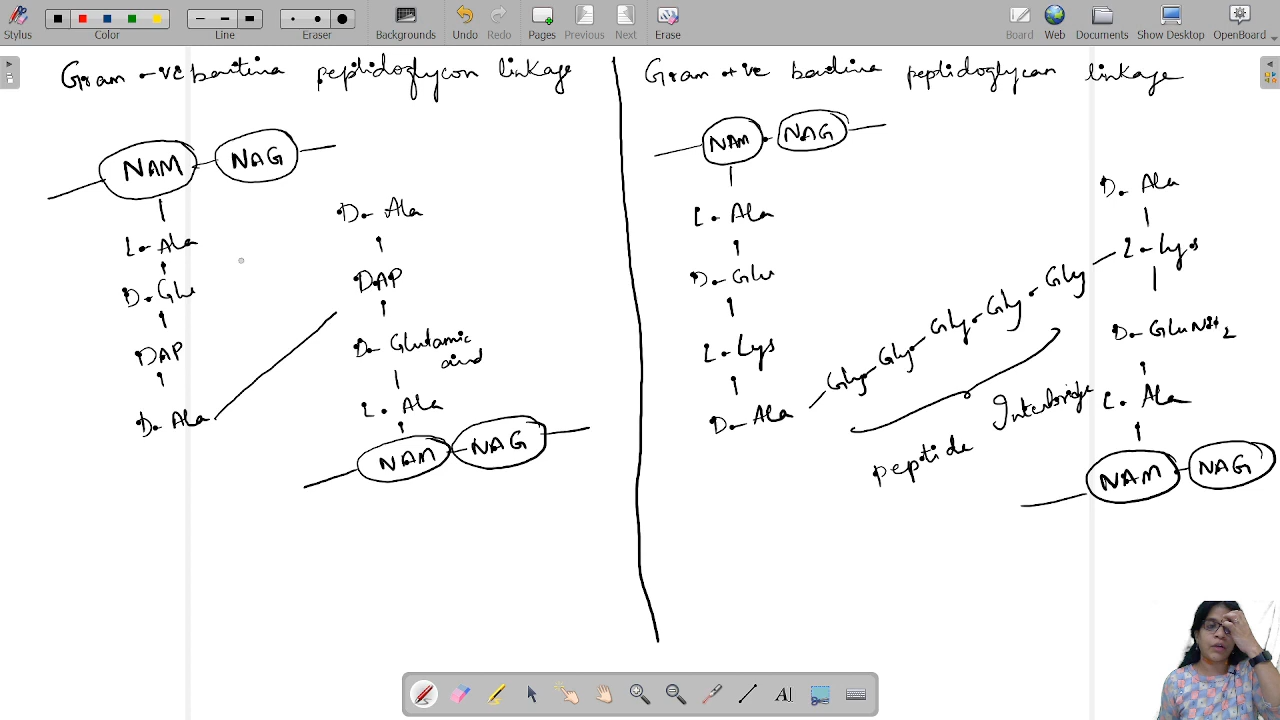 Stylus
Color
Line
Eraser
Backgrounds
Undo
Redo
Pages
Previous
Next
Erase
Board
Web
Documents
Show Desktop
OpenBoard
Gram -ve bacteria peptidoglycan linkage
NAM
NAG
L-Ala
D-Glu
DAP
D-Ala
D-Ala
DAP
D-Glutamic
acid
L-Ala
NAM
NAG
Gram +ve bacteria peptidoglycan linkage
NAM
NAG
L-Ala
D-Glu
L-Lys
D-Ala
Gly-Gly-Gly-Gly-Gly
peptide Interbridge
D-Ala
L-Lys
D-GluNH2
L-Ala
NAM
NAG